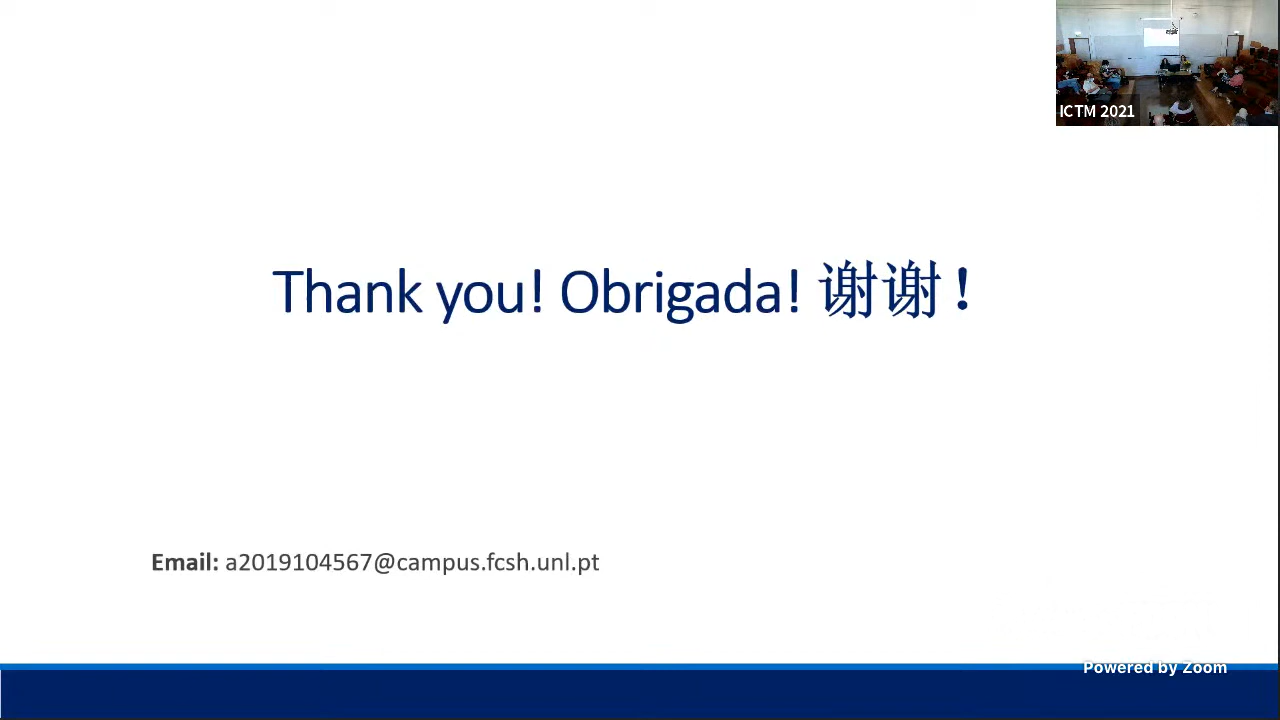 ICTM 2021
Thank you! Obrigada! 谢谢！
Email: a2019104567@campus.fcsh.unl.pt
Powered by Zoom